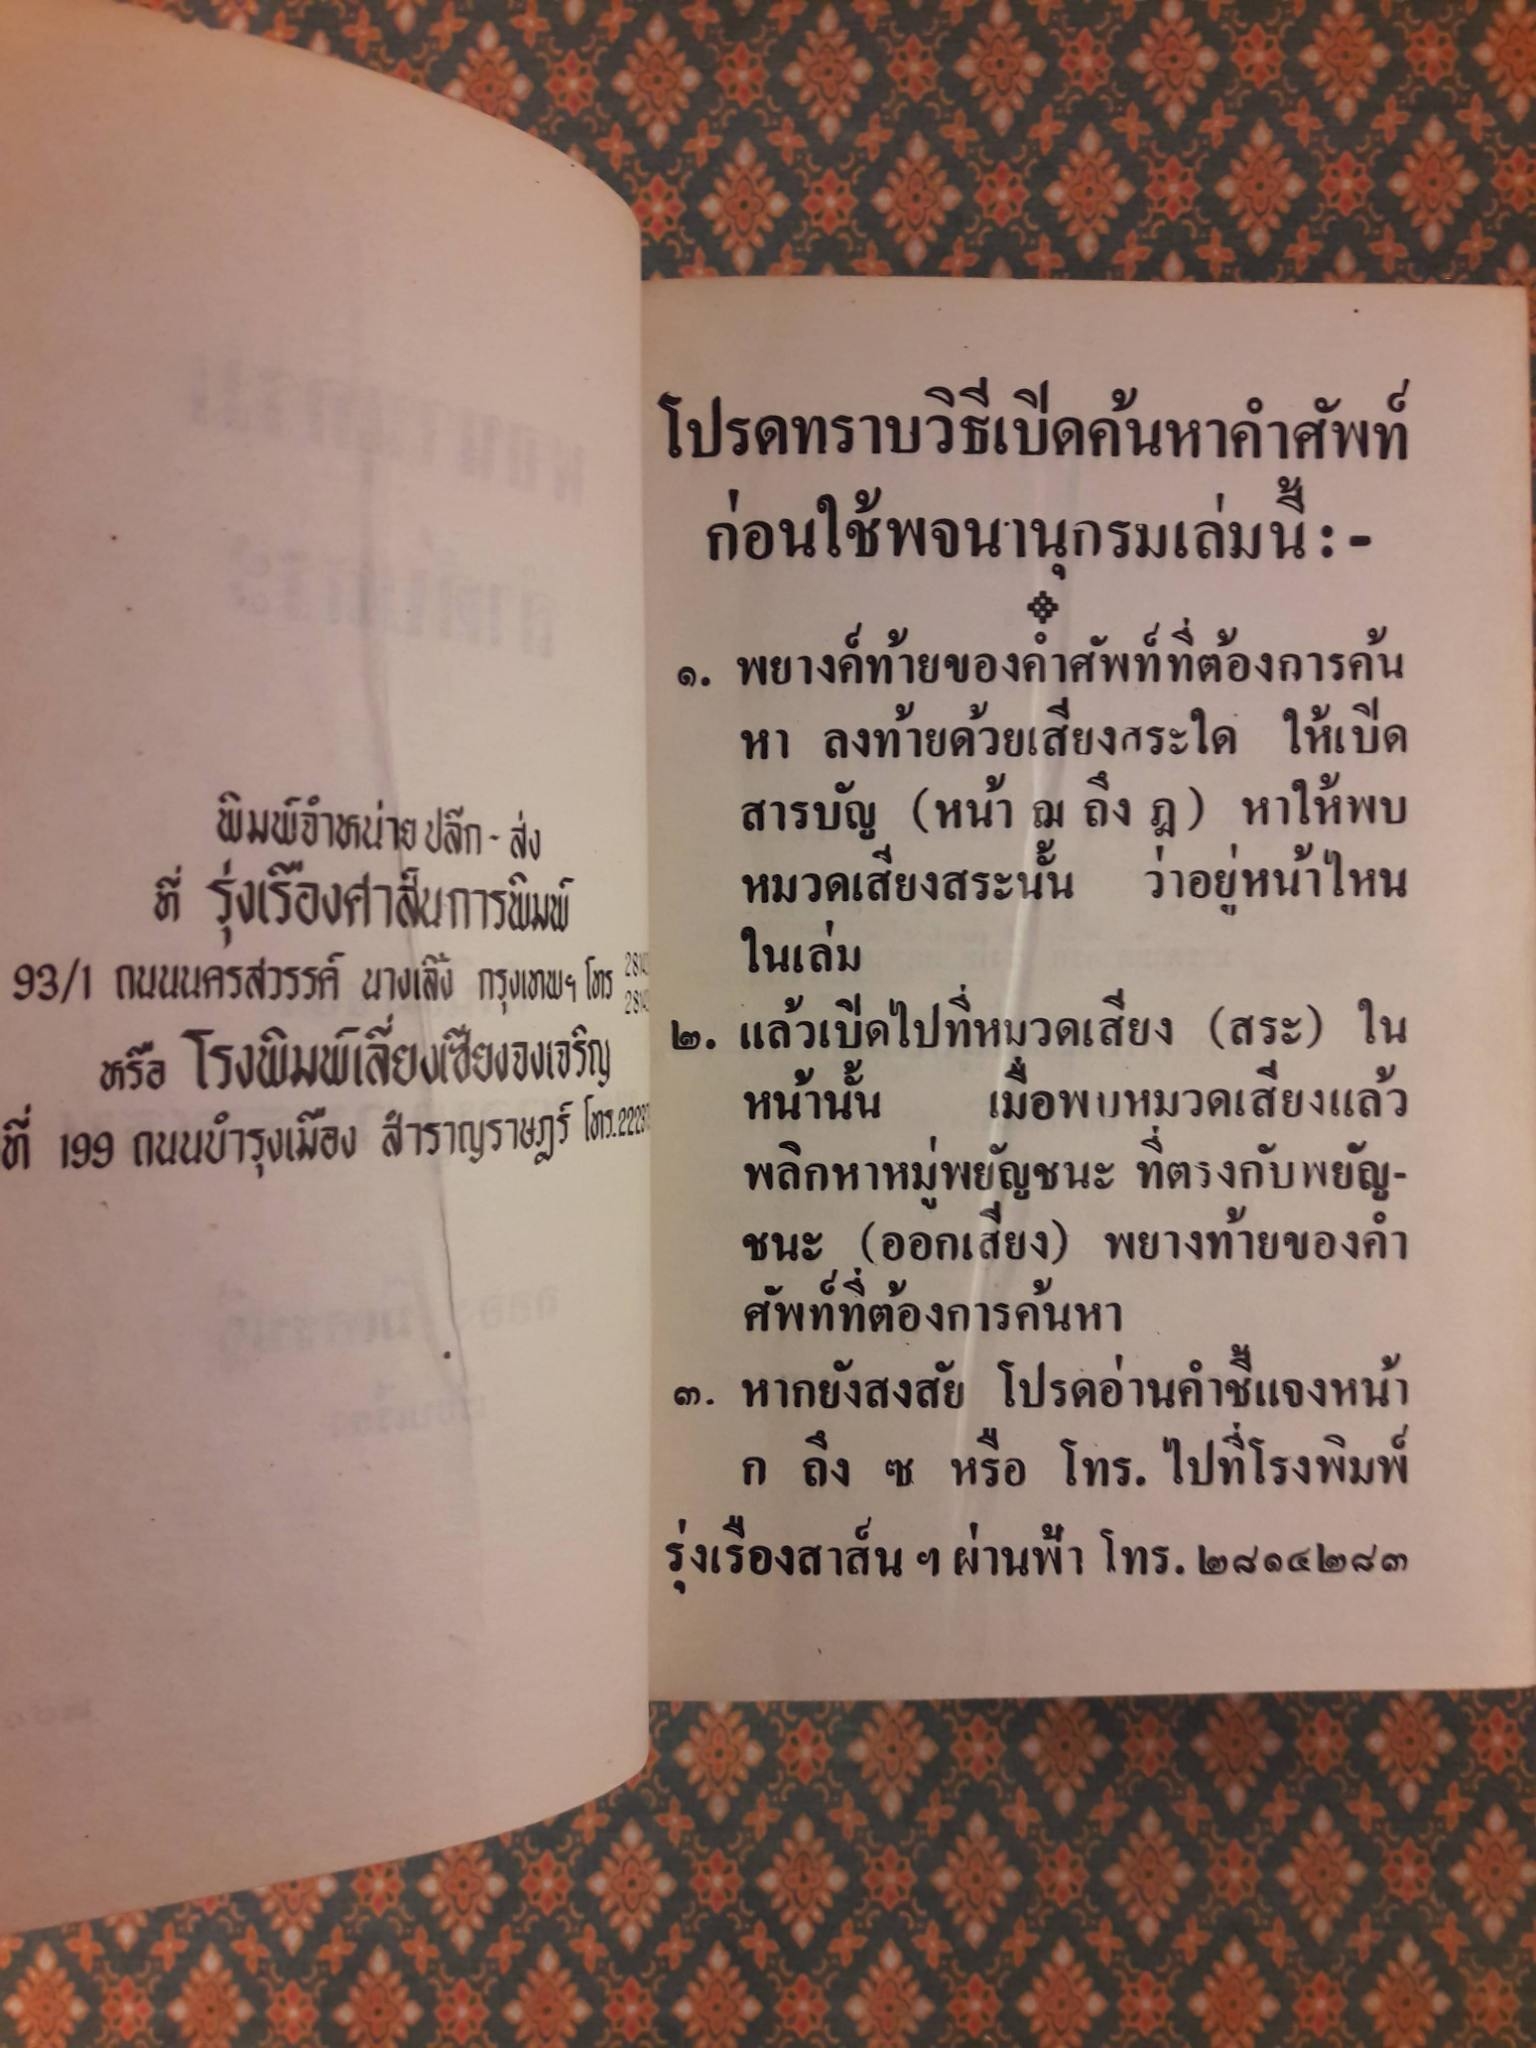 พิมพ์จำหน่าย ปลีก - ส่ง
ที่ รุ่งเรืองศาส์นการพิมพ์
93/1 ถนนนครสวรรค์ นางเลิ้ง กรุงเทพฯ โทร
หรือ โรงพิมพ์เลี่ยงเซียงจงเจริญ
ที่ 199 ถนนบำรุงเมือง สำราญราษฎร์ โทร.
โปรดทราบวิธีเปิดค้นหาคำศัพท์
ก่อนใช้พจนานุกรมเล่มนี้ : -
๑. พยางค์ท้ายของคำศัพท์ที่ต้องการค้น
หา ลงท้ายด้วยเสียงสระใด ให้เปิด
สารบัญ (หน้า ฌ ถึง ฎ) หาให้พบ
หมวดเสียงสระนั้น ว่าอยู่หน้าไหน
ในเล่ม
๒. แล้วเปิดไปที่หมวดเสียง (สระ) ใน
หน้านั้น เมื่อพบหมวดเสียงแล้ว
พลิกหาหมู่พยัญชนะ ที่ตรงกับพยัญ-
ชนะ (ออกเสียง) พยางท้ายของคำ
ศัพท์ที่ต้องการค้นหา
๓. หากยังสงสัย โปรดอ่านคำชี้แจงหน้า
ก ถึง ซ หรือ โทร. ไปที่โรงพิมพ์
รุ่งเรืองสาส์น ฯ ผ่านฟ้า โทร. ๒๘๑๔๒๘๓